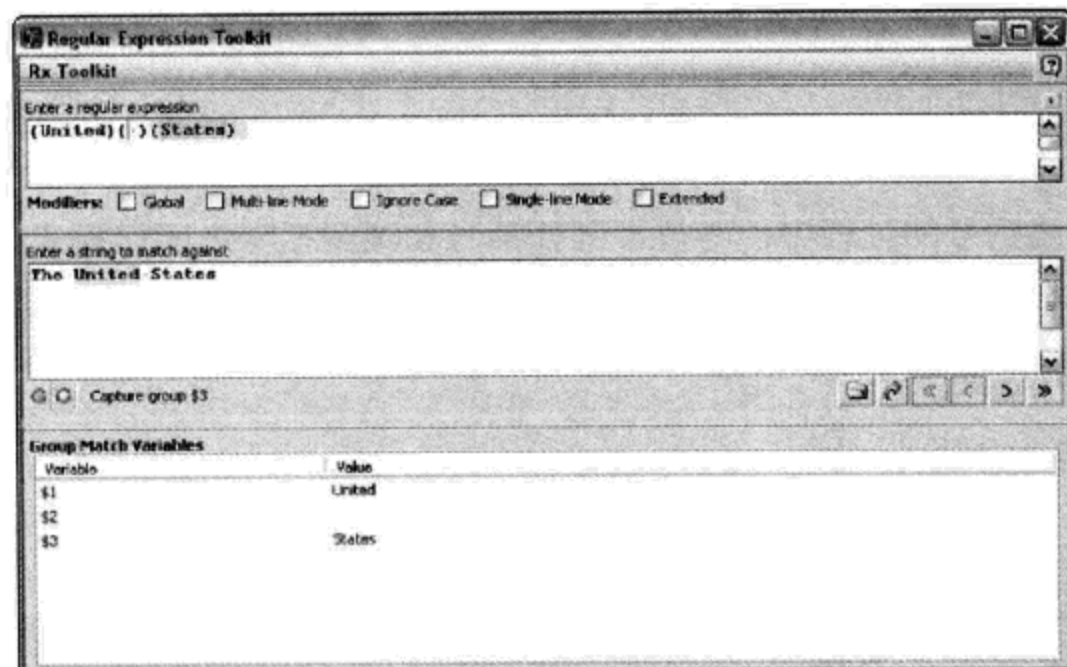 Regular Expression Toolkit
Rx Toolkit
Enter a regular expression
(United)( )(States)
Modifiers: Global Multi-line Mode Ignore Case Single-line Mode Extended
Enter a string to match against
The United States
Capture group $3
Group Match Variables
Variable Value
$1 United
$2
$3 States